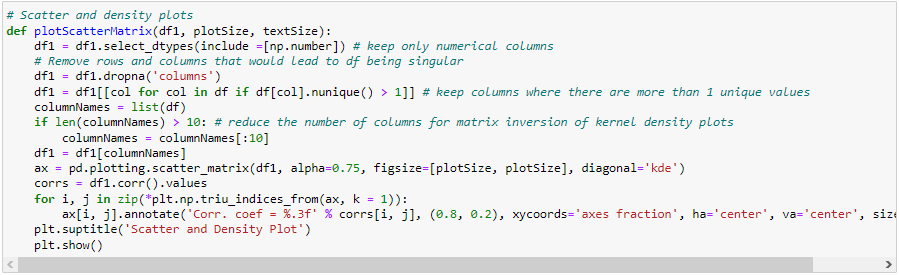 # Scatter and density plots
def plotScatterMatrix(df1, plotSize, textSize):
    df1 = df1.select_dtypes(include =[np.number]) # keep only numerical columns
    # Remove rows and columns that would lead to df being singular
    df1 = df1.dropna('columns')
    df1 = df1[[col for col in df if df[col].nunique() > 1]] # keep columns where there are more than 1 unique values
    columnNames = list(df)
    if len(columnNames) > 10: # reduce the number of columns for matrix inversion of kernel density plots
        columnNames = columnNames[:10]
    df1 = df1[columnNames]
    ax = pd.plotting.scatter_matrix(df1, alpha=0.75, figsize=[plotSize, plotSize], diagonal='kde')
    corrs = df1.corr().values
    for i, j in zip(*plt.np.triu_indices_from(ax, k = 1)):
        ax[i, j].annotate('Corr. coef = %.3f' % corrs[i, j], (0.8, 0.2), xycoords='axes fraction', ha='center', va='center', size
    plt.suptitle('Scatter and Density Plot')
    plt.show()